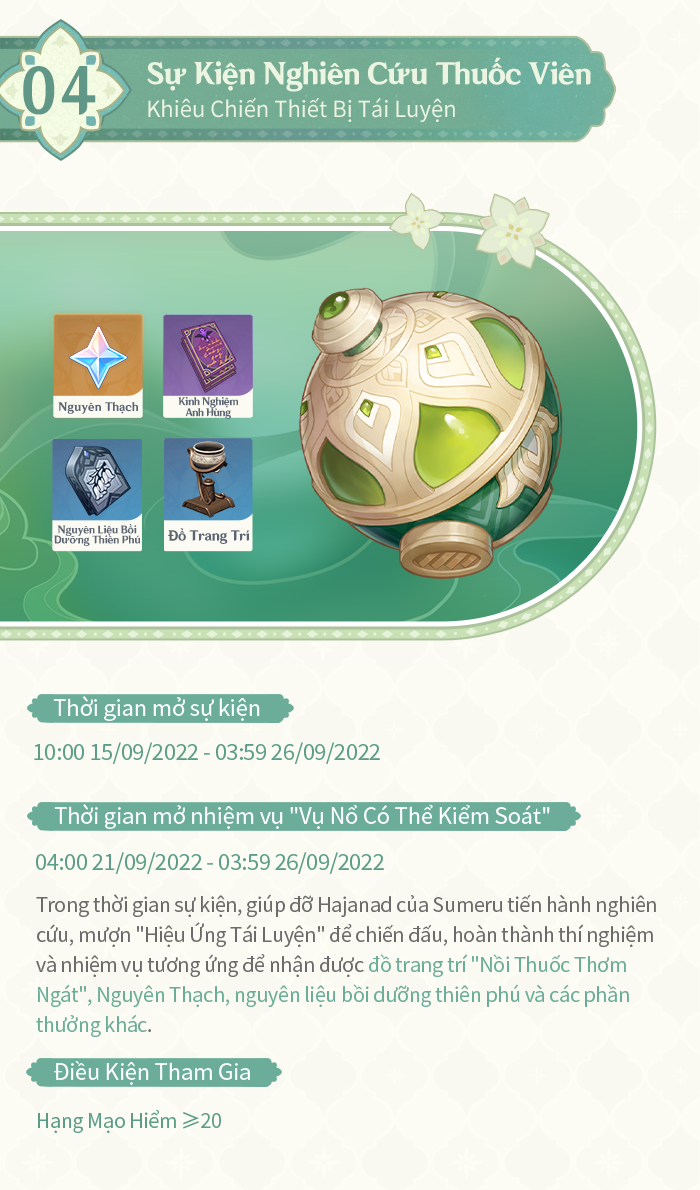 04
Sự Kiện Nghiên Cứu Thuốc Viên
Khiêu Chiến Thiết Bị Tái Luyện
Nguyên Thạch
Kinh Nghiệm
Anh Hùng
Nguyên Liệu Bồi
Dưỡng Thiên Phú
Đồ Trang Trí
Thời gian mở sự kiện
10:00 15/09/2022 - 03:59 26/09/2022
Thời gian mở nhiệm vụ "Vụ Nổ Có Thể Kiểm Soát"
04:00 21/09/2022 - 03:59 26/09/2022
Trong thời gian sự kiện, giúp đỡ Hajanad của Sumeru tiến hành nghiên
cứu, mượn "Hiệu Ứng Tái Luyện" để chiến đấu, hoàn thành thí nghiệm
và nhiệm vụ tương ứng để nhận được đồ trang trí "Nồi Thuốc Thơm
Ngát", Nguyên Thạch, nguyên liệu bồi dưỡng thiên phú và các phần
thưởng khác.
Điều Kiện Tham Gia
Hạng Mạo Hiểm ⩾20